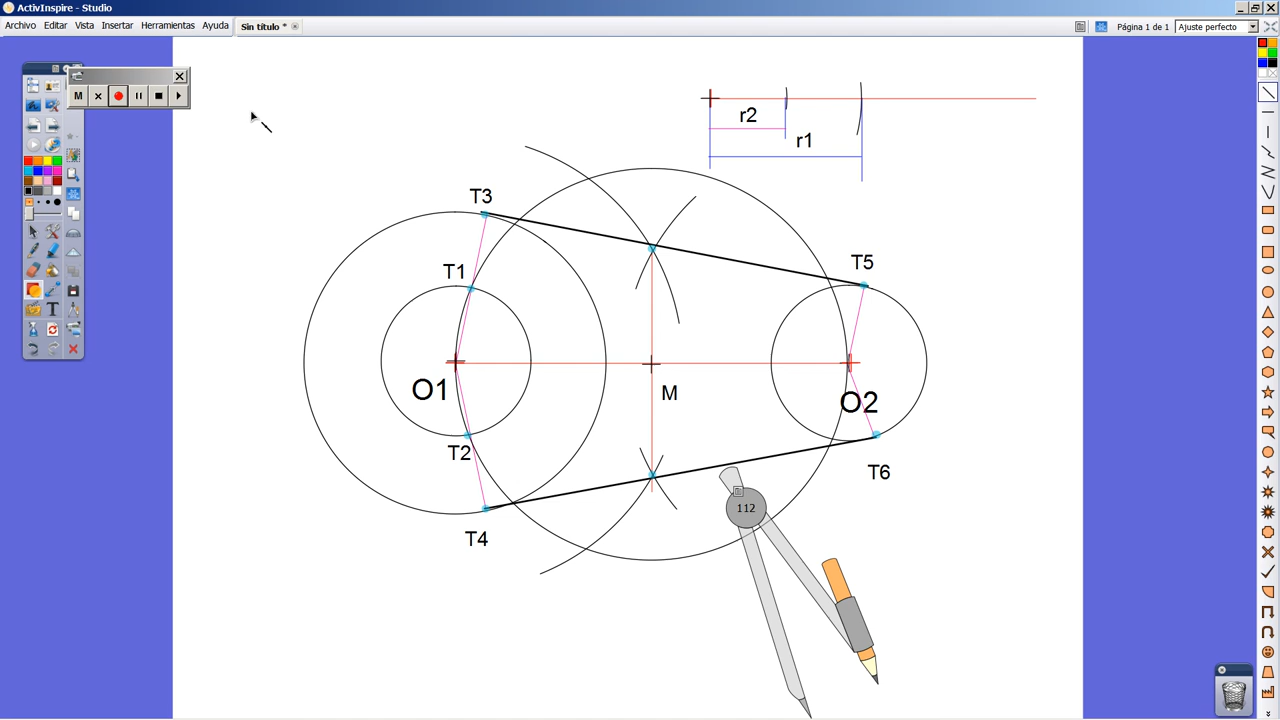 ActivInspire - Studio
Archivo Editar Vista Insertar Herramientas Ayuda
Sin título *
Página 1 de 1
Ajuste perfecto
M
r2
r1
T3
T1
T5
O1
M
O2
T2
T6
T4
112
T